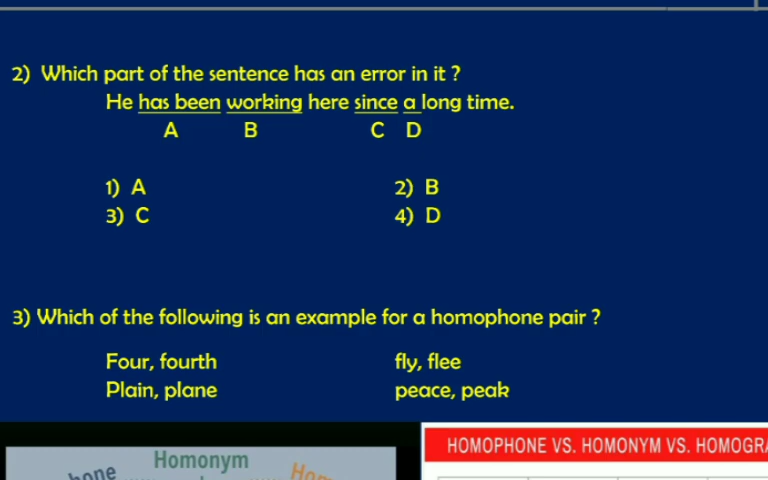 2) Which part of the sentence has an error in it ?
He has been working here since a long time.
A B C D
1) A 2) B
3) C 4) D
3) Which of the following is an example for a homophone pair ?
Four, fourth fly, flee
Plain, plane peace, peak
Homonym
HOMOPHONE VS. HOMONYM VS.